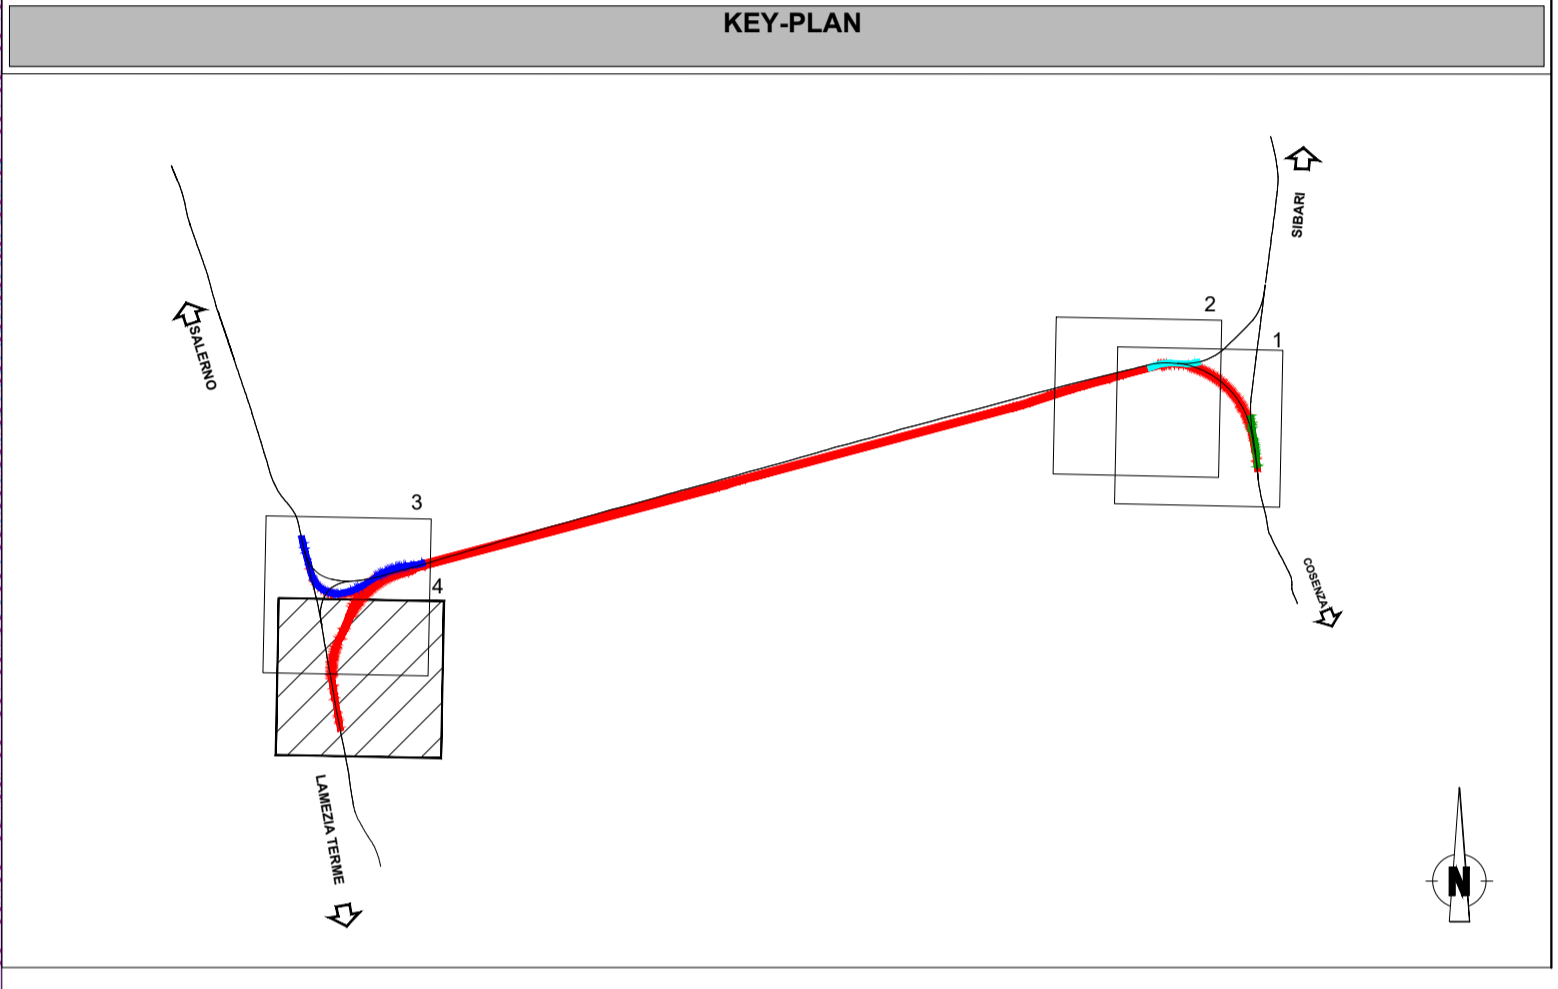 KEY-PLAN
SIBARI
2
SALERNO
1
3
COSENZA
4
LAMEZIA TERME
N